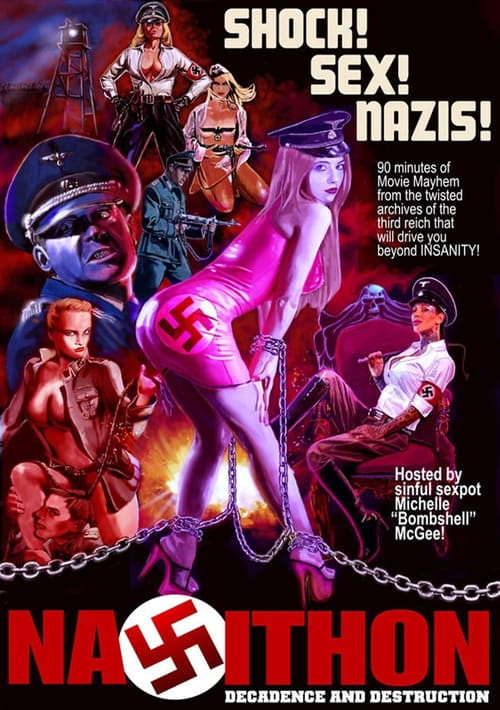 SHOCK!
SEX!
NAZIS!
90 minutes of
Movie Mayhem
from the twisted
archives of the
third reich that
will drive you
beyond INSANITY!
Hosted by
sinful sexpot
Michelle
"Bombshell"
McGee!
NA卐ITHON
DECADENCE AND DESTRUCTION